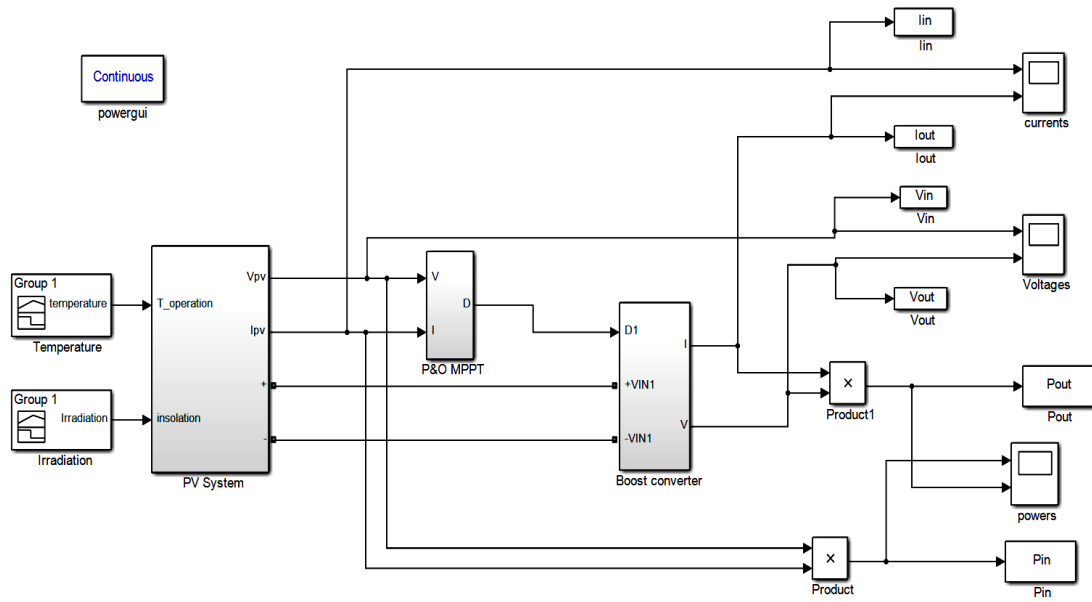 Continuous
powergui
Group 1
temperature
Temperature
Group 1
Irradiation
Irradiation
T_operation
insolation
Vpv
Ipv
+
-
PV System
V
I
D
P&O MPPT
D1
+VIN1
-VIN1
I
V
Boost converter
Iin
Iin
currents
Iout
Iout
Vin
Vin
Voltages
Vout
Vout
×
Product1
Pout
Pout
powers
×
Product
Pin
Pin